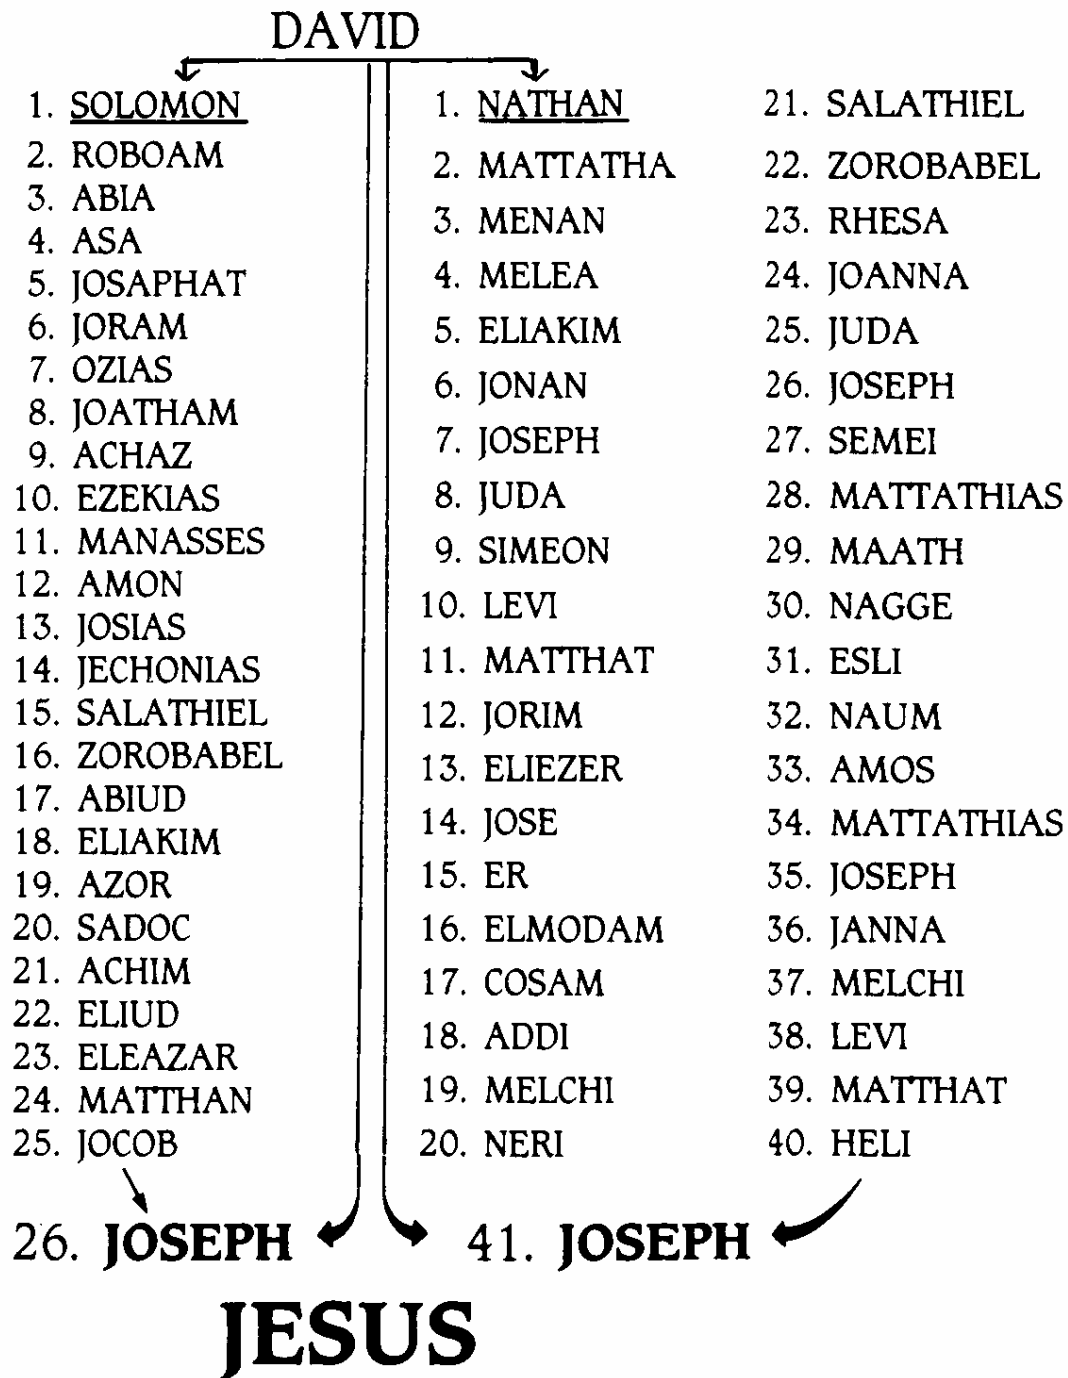 DAVID
1. SOLOMON
2. ROBOAM
3. ABIA
4. ASA
5. JOSAPHAT
6. JORAM
7. OZIAS
8. JOATHAM
9. ACHAZ
10. EZEKIAS
11. MANASSES
12. AMON
13. JOSIAS
14. JECHONIAS
15. SALATHIEL
16. ZOROBABEL
17. ABIUD
18. ELIAKIM
19. AZOR
20. SADOC
21. ACHIM
22. ELIUD
23. ELEAZAR
24. MATTHAN
25. JOCOB
26. JOSEPH
1. NATHAN
2. MATTATHA
3. MENAN
4. MELEA
5. ELIAKIM
6. JONAN
7. JOSEPH
8. JUDA
9. SIMEON
10. LEVI
11. MATTHAT
12. JORIM
13. ELIEZER
14. JOSE
15. ER
16. ELMODAM
17. COSAM
18. ADDI
19. MELCHI
20. NERI
21. SALATHIEL
22. ZOROBABEL
23. RHESA
24. JOANNA
25. JUDA
26. JOSEPH
27. SEMEI
28. MATTATHIAS
29. MAATH
30. NAGGE
31. ESLI
32. NAUM
33. AMOS
34. MATTATHIAS
35. JOSEPH
36. JANNA
37. MELCHI
38. LEVI
39. MATTHAT
40. HELI
41. JOSEPH
JESUS